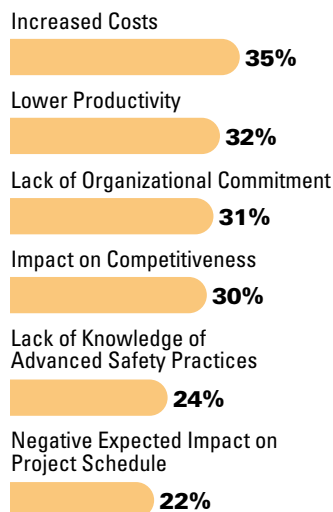 Increased Costs
35%
Lower Productivity
32%
Lack of Organizational Commitment
31%
Impact on Competitiveness
30%
Lack of Knowledge of
Advanced Safety Practices
24%
Negative Expected Impact on
Project Schedule
22%